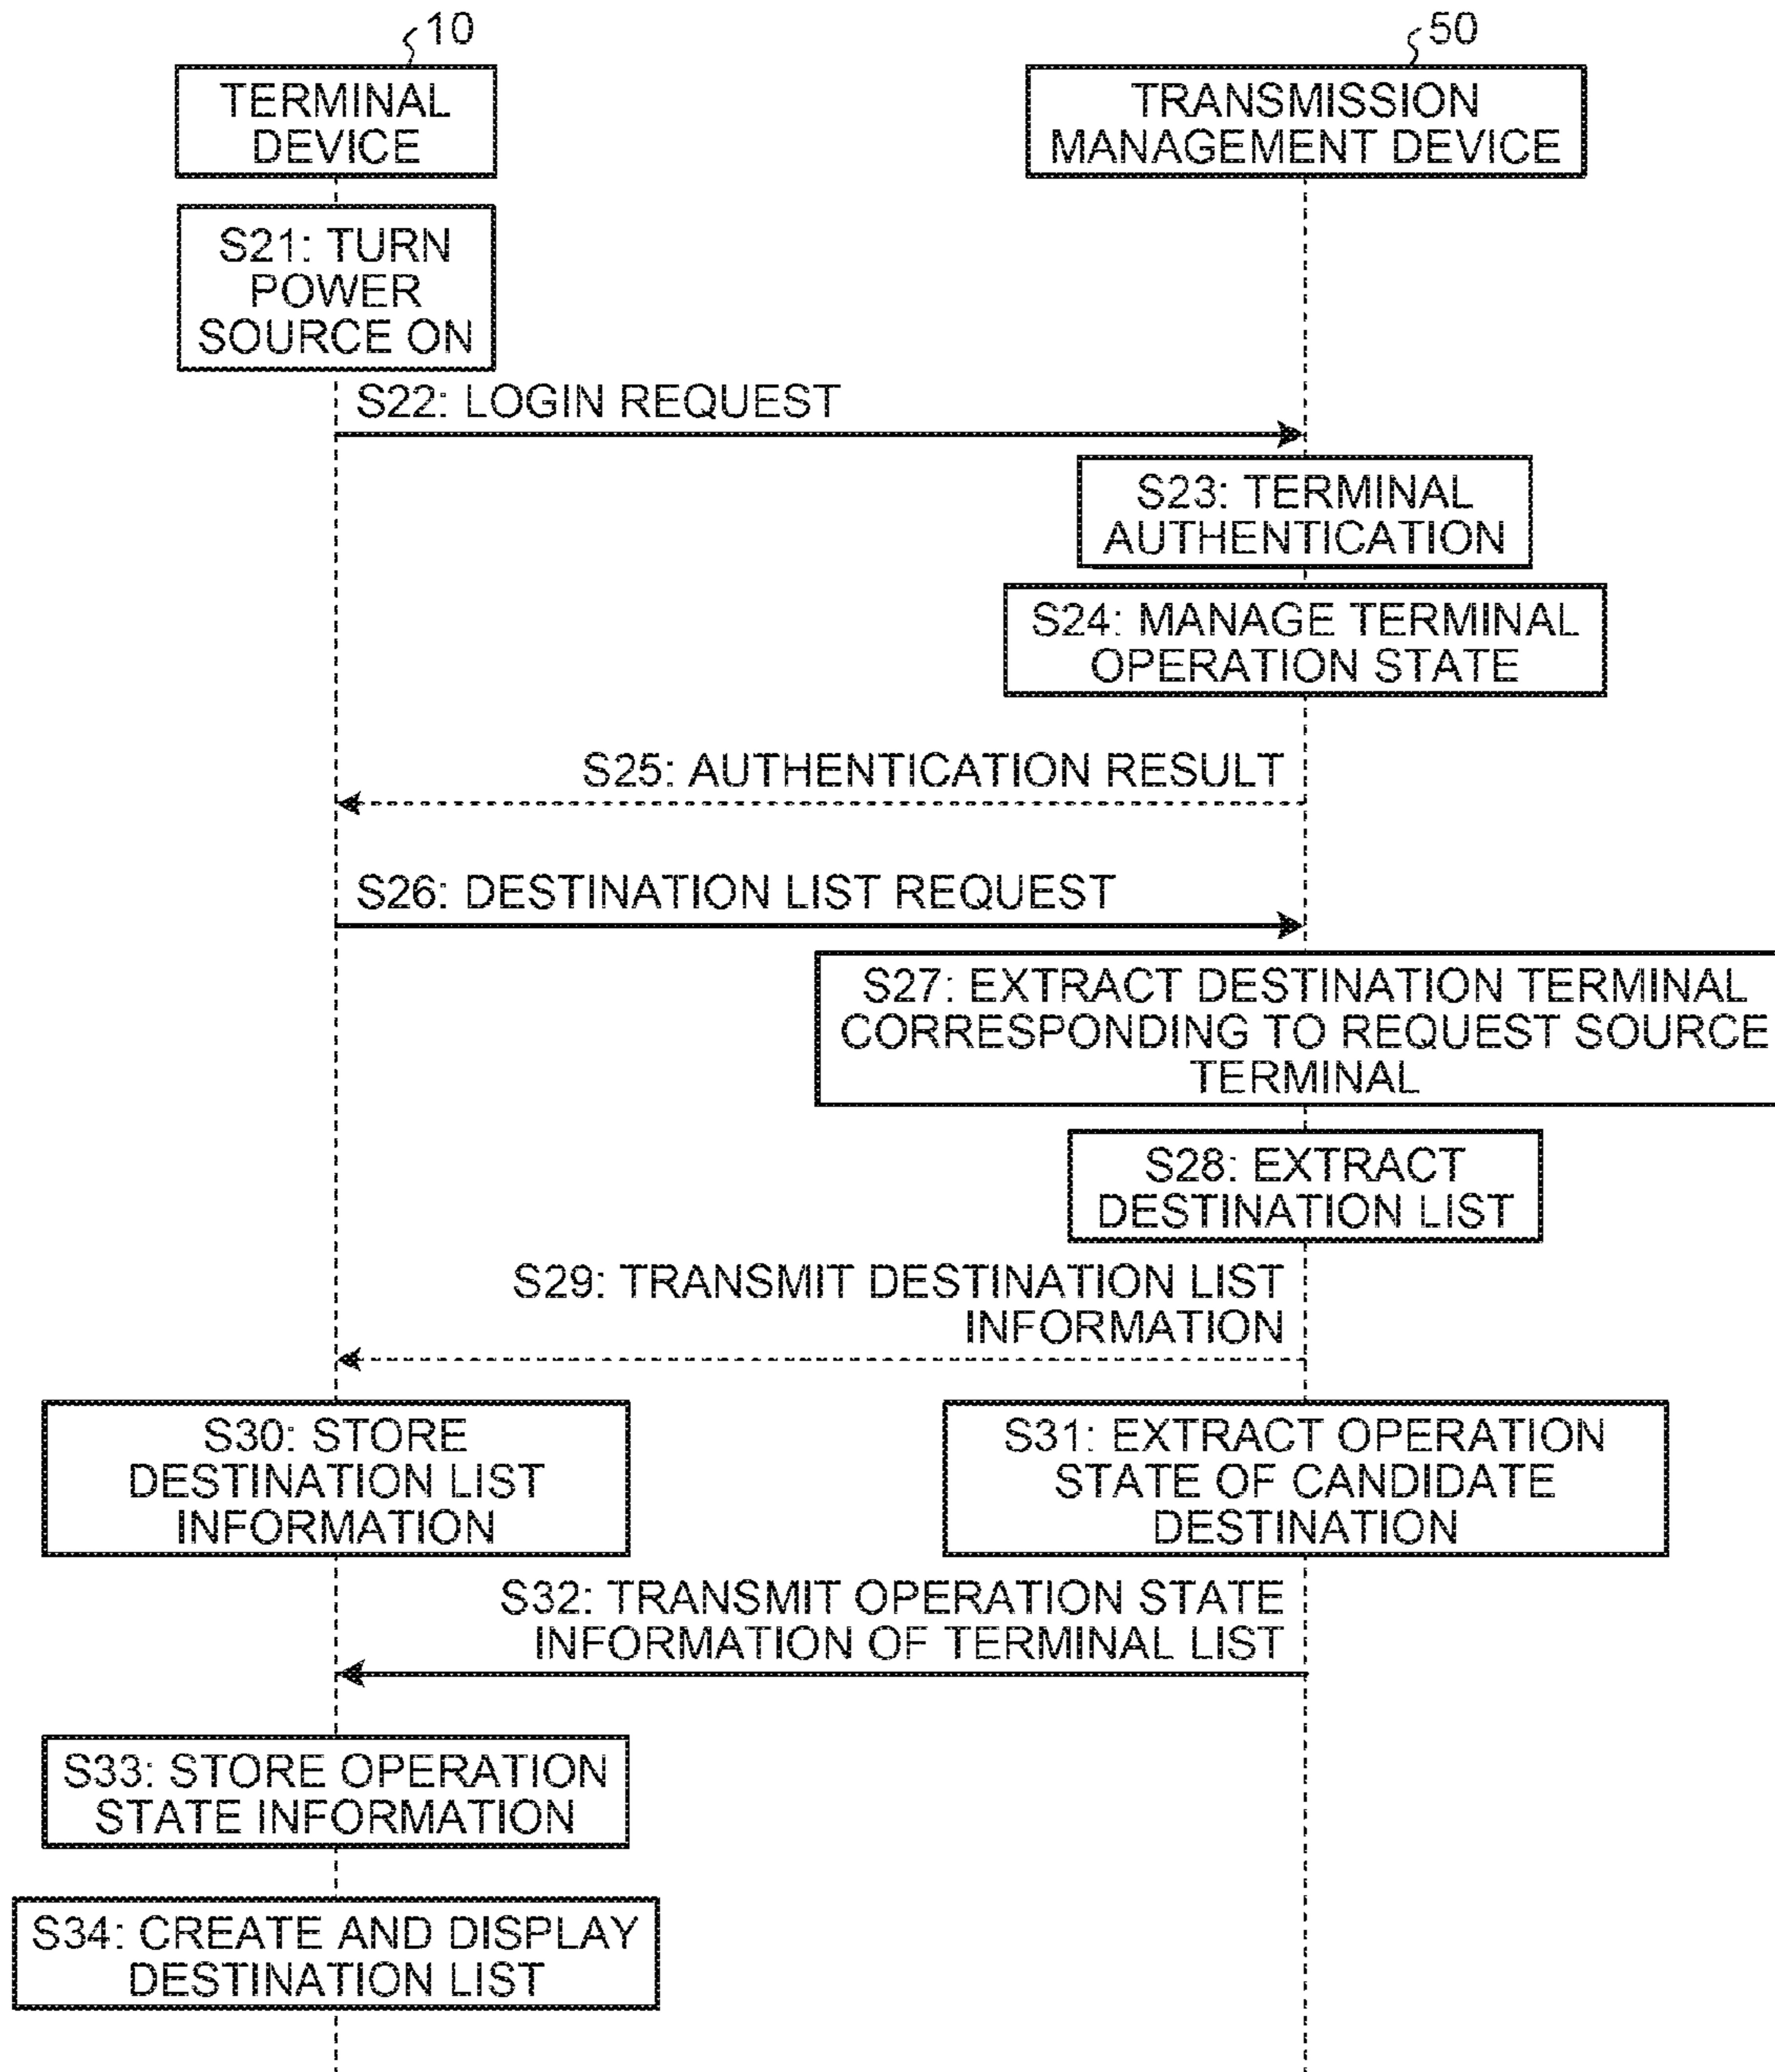 10
50
TERMINAL
DEVICE
TRANSMISSION
MANAGEMENT DEVICE
S21: TURN
POWER
SOURCE ON
S22: LOGIN REQUEST
S23: TERMINAL
AUTHENTICATION
S24: MANAGE TERMINAL
OPERATION STATE
S25: AUTHENTICATION RESULT
S26: DESTINATION LIST REQUEST
S27: EXTRACT DESTINATION TERMINAL
CORRESPONDING TO REQUEST SOURCE
TERMINAL
S28: EXTRACT
DESTINATION LIST
S29: TRANSMIT DESTINATION LIST
INFORMATION
S30: STORE
DESTINATION LIST
INFORMATION
S31: EXTRACT OPERATION
STATE OF CANDIDATE
DESTINATION
S32: TRANSMIT OPERATION STATE
INFORMATION OF TERMINAL LIST
S33: STORE OPERATION
STATE INFORMATION
S34: CREATE AND DISPLAY
DESTINATION LIST